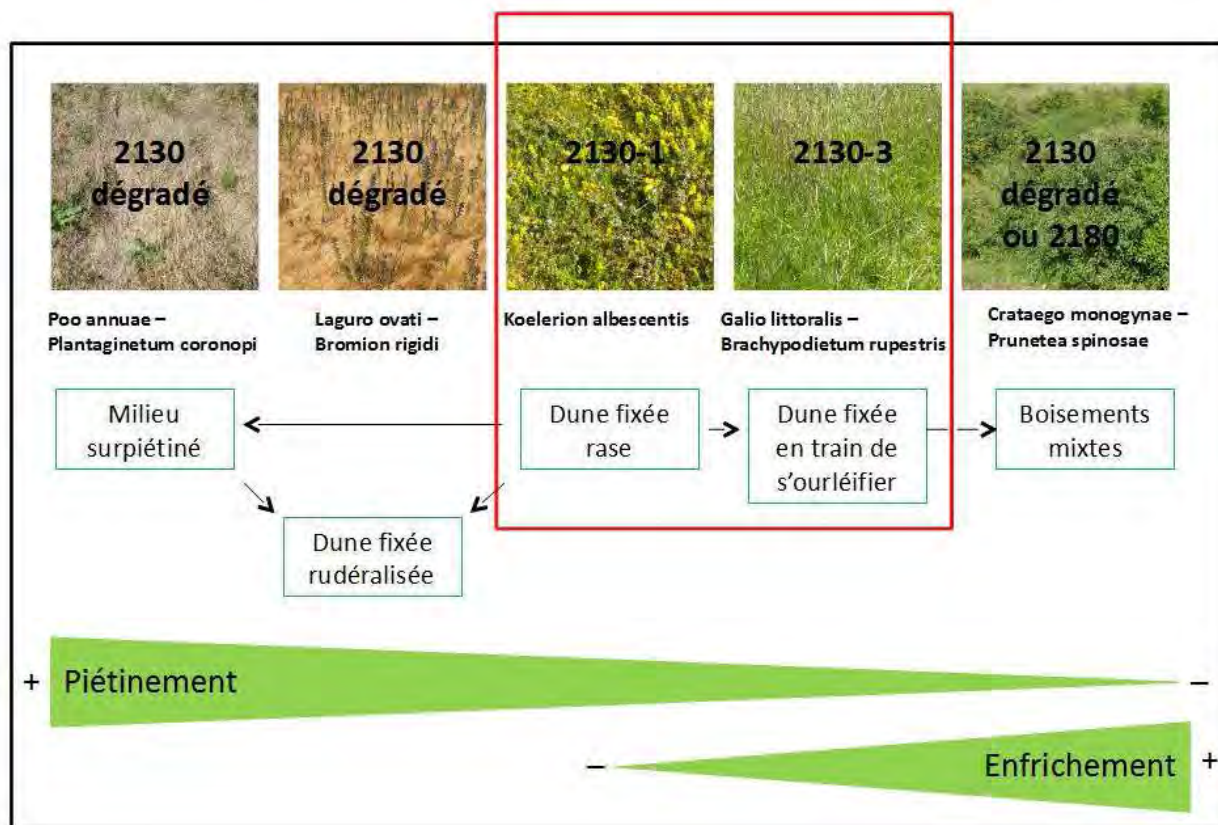 2130
dégradé
2130
dégradé
2130-1
2130-3
2130
dégradé
ou 2180
Poo annuae –
Plantaginetum coronopi
Laguro ovati –
Bromion rigidi
Koelerion albescentis
Galio littoralis –
Brachypodietum rupestris
Crataego monogynae –
Prunetea spinosae
Milieu
surpiétiné
Dune fixée
rase
Dune fixée
en train de
s'ourléifier
Boisements
mixtes
Dune fixée
rudéralisée
+ Piétinement –
– Enfrichement +